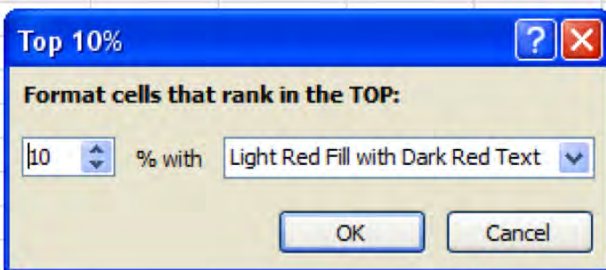 Top 10% ?
Format cells that rank in the TOP:
10 % with Light Red Fill with Dark Red Text
OK Cancel